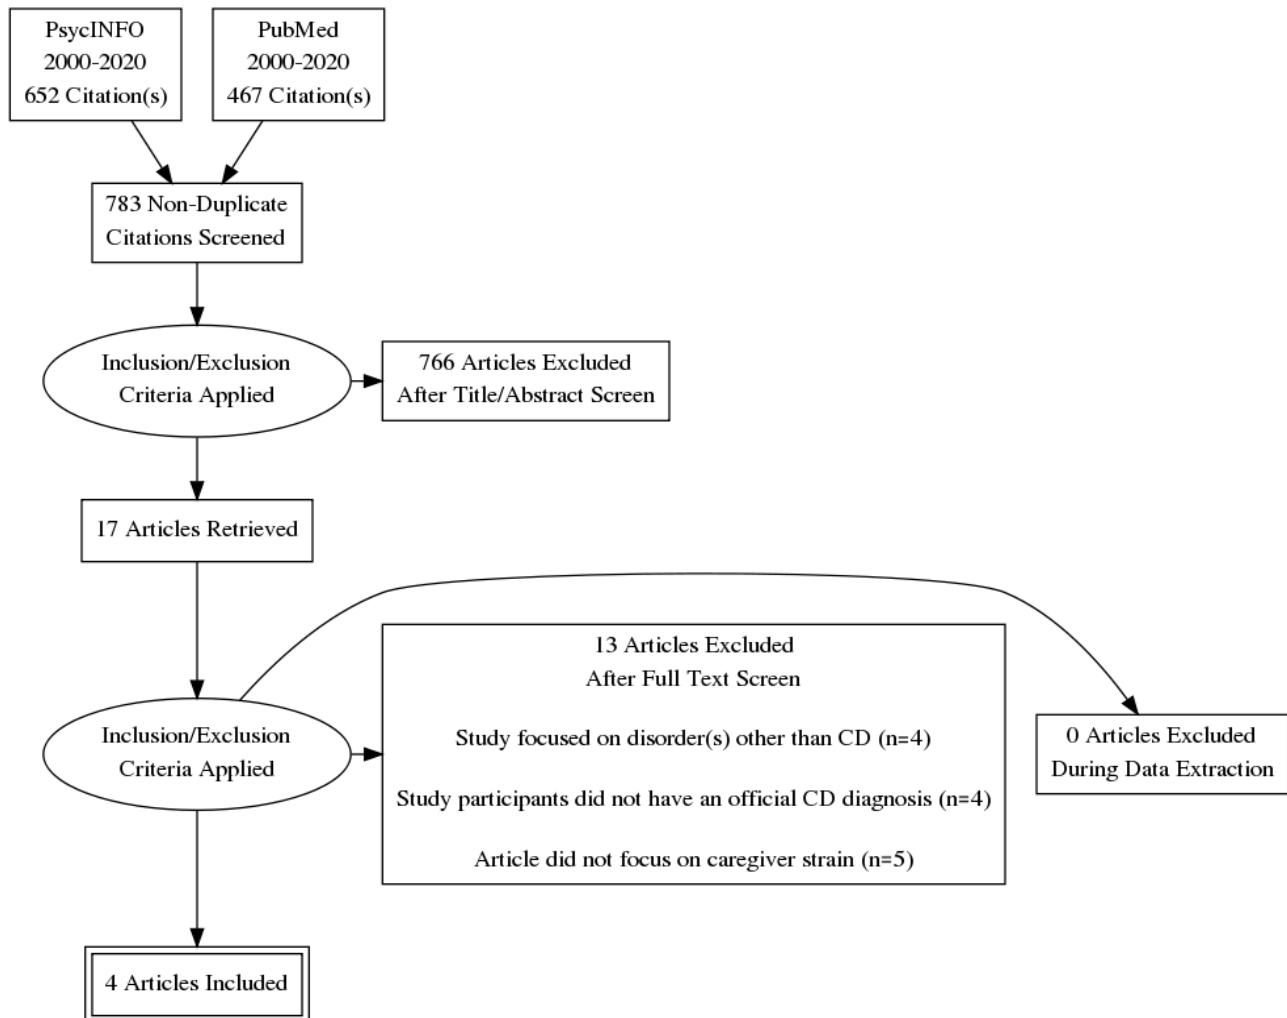 PsycINFO
2000-2020
652 Citation(s)
PubMed
2000-2020
467 Citation(s)
783 Non-Duplicate
Citations Screened
Inclusion/Exclusion
Criteria Applied
766 Articles Excluded
After Title/Abstract Screen
17 Articles Retrieved
Inclusion/Exclusion
Criteria Applied
13 Articles Excluded
After Full Text Screen
Study focused on disorder(s) other than CD (n=4)
Study participants did not have an official CD diagnosis (n=4)
Article did not focus on caregiver strain (n=5)
0 Articles Excluded
During Data Extraction
4 Articles Included